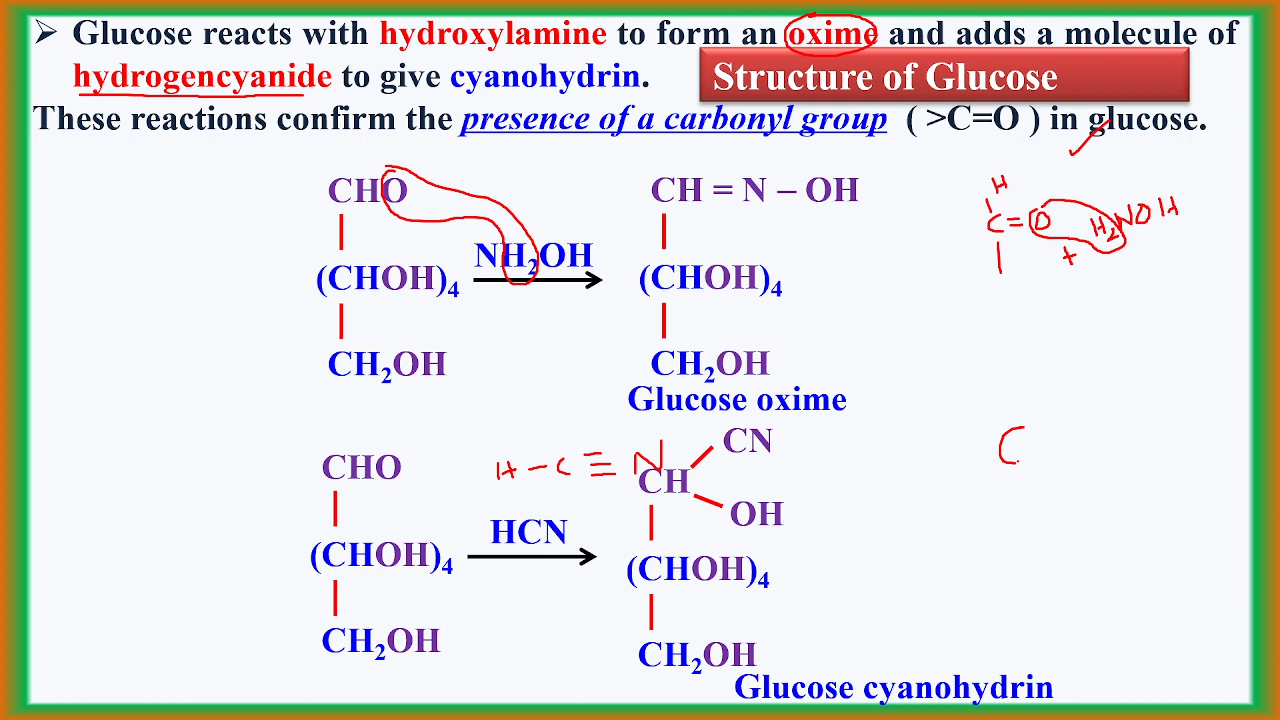 ➢ Glucose reacts with hydroxylamine to form an oxime and adds a molecule of
hydrogencyanide to give cyanohydrin.
Structure of Glucose
These reactions confirm the presence of a carbonyl group ( >C=O ) in glucose.
CHO
(CHOH)₄
CH₂OH
NH₂OH
CH = N – OH
(CHOH)₄
CH₂OH
Glucose oxime
H
C = O H₂NOH
+
CHO
(CHOH)₄
CH₂OH
H – C ≡ N
HCN
CN
CH
OH
(CHOH)₄
CH₂OH
Glucose cyanohydrin
C